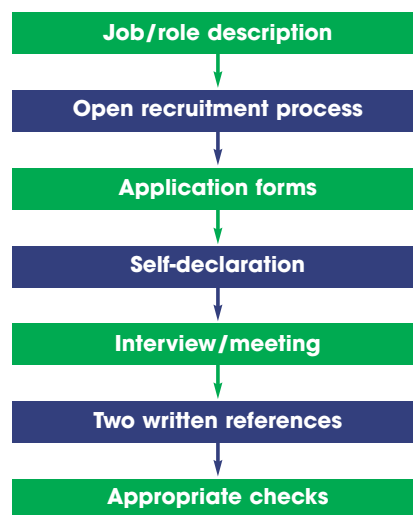 Job/role description
Open recruitment process
Application forms
Self-declaration
Interview/meeting
Two written references
Appropriate checks